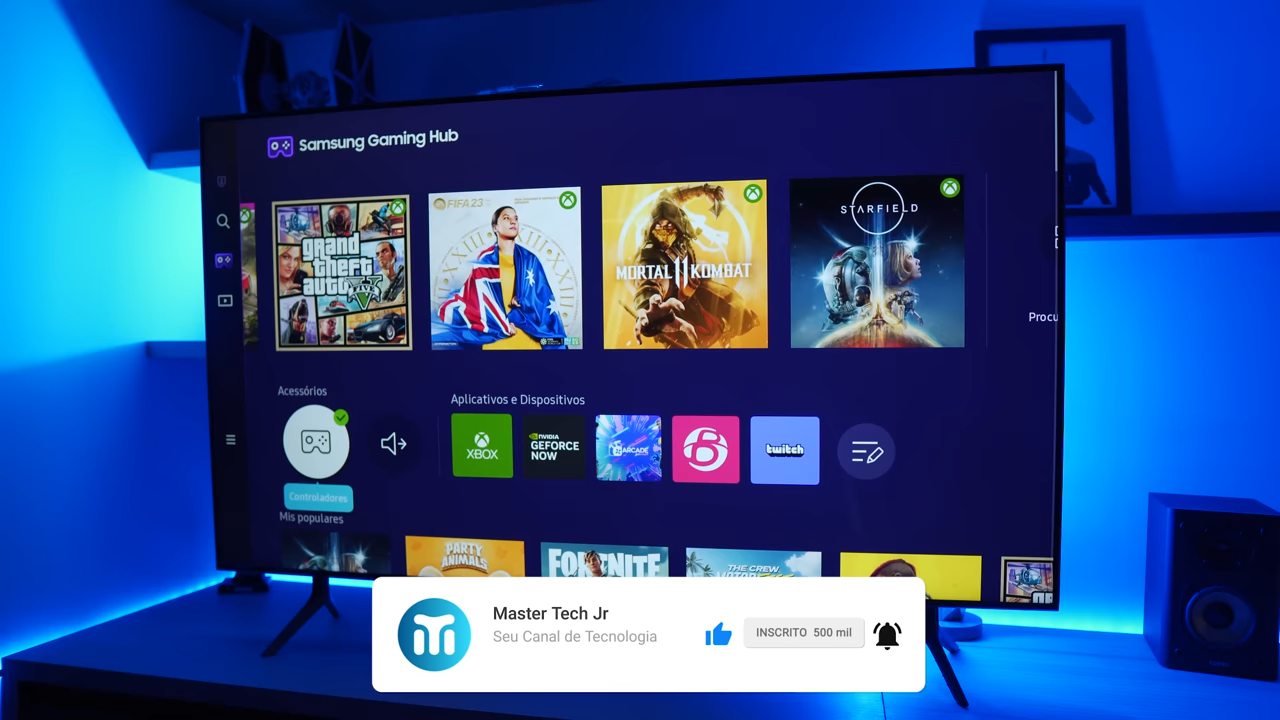 Samsung Gaming Hub
grand
theft
auto
FIVE
FIFA 23
MORTAL 11 KOMBAT
STARFIELD
Procu
Acessórios
Aplicativos e Dispositivos
XBOX
NVIDIA
GEFORCE
NOW
ARCADE
B
twitch
Controladores
Mis populares
PARTY
ANIMALS
FORTNITE
THE CREW
MOTORFEST
Master Tech Jr
Seu Canal de Tecnologia
INSCRITO 500 mil